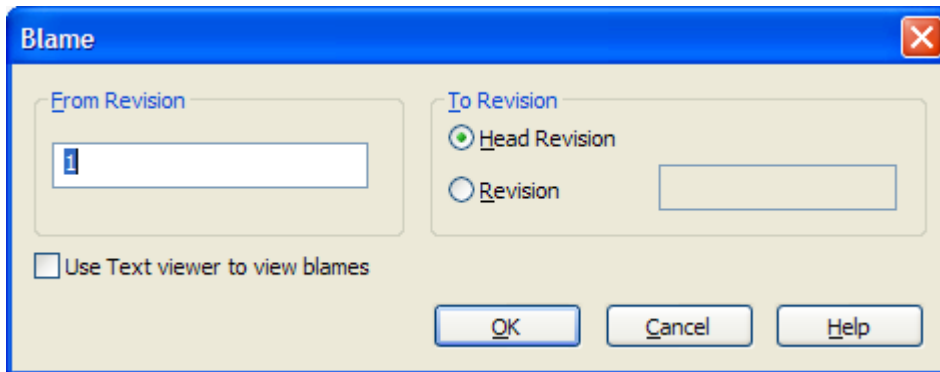 Blame
From Revision
1
To Revision
Head Revision
Revision
Use Text viewer to view blames
OK
Cancel
Help